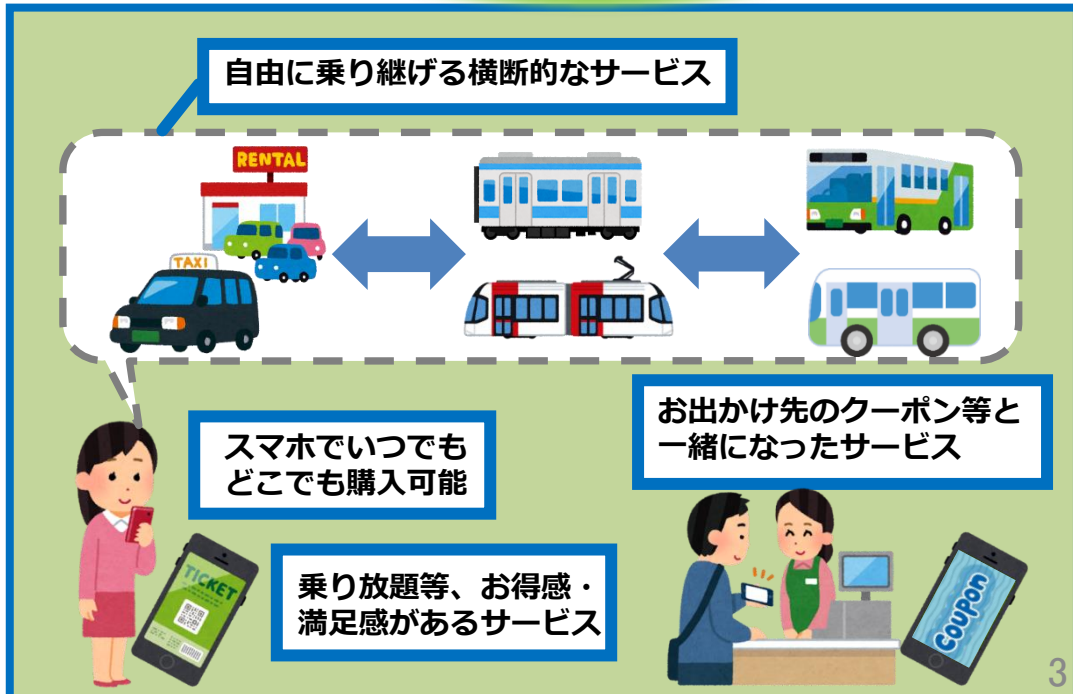 自由に乗り継げる横断的なサービス
RENTAL
TAXI
スマホでいつでも
どこでも購入可能
お出かけ先のクーポン等と
一緒になったサービス
TICKET
乗り放題等、お得感・
満足感があるサービス
Coupon
3